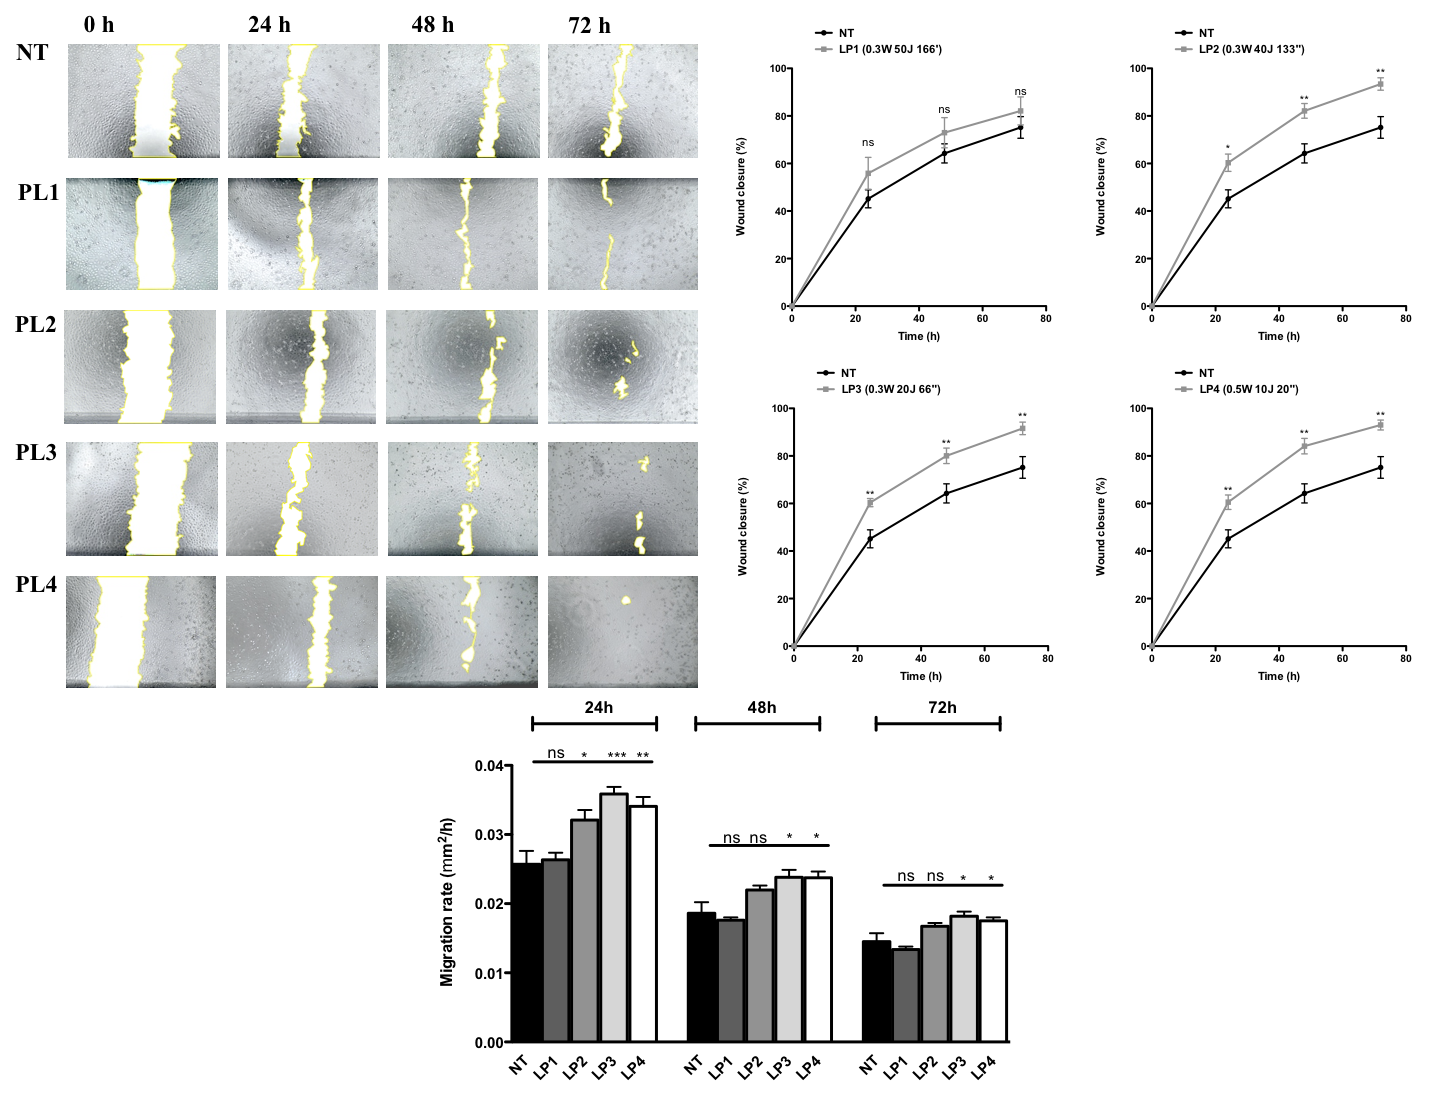 0 h 24 h 48 h 72 h
NT
PL1
PL2
PL3
PL4
NT
LP1 (0.3W 50J 166')
100
80
60
40
20
0
Wound closure (%)
ns
ns
ns
0 20 40 60 80
Time (h)
NT
LP2 (0.3W 40J 133'')
100
80
60
40
20
0
Wound closure (%)
*
**
**
0 20 40 60 80
Time (h)
NT
LP3 (0.3W 20J 66'')
100
80
60
40
20
0
Wound closure (%)
**
**
**
0 20 40 60 80
Time (h)
NT
LP4 (0.5W 10J 20'')
100
80
60
40
20
0
Wound closure (%)
**
**
**
0 20 40 60 80
Time (h)
24h 48h 72h
ns * *** **
ns ns * *
ns ns * *
0.04
0.03
0.02
0.01
0.00
Migration rate (mm²/h)
NT LP1 LP2 LP3 LP4 NT LP1 LP2 LP3 LP4 NT LP1 LP2 LP3 LP4